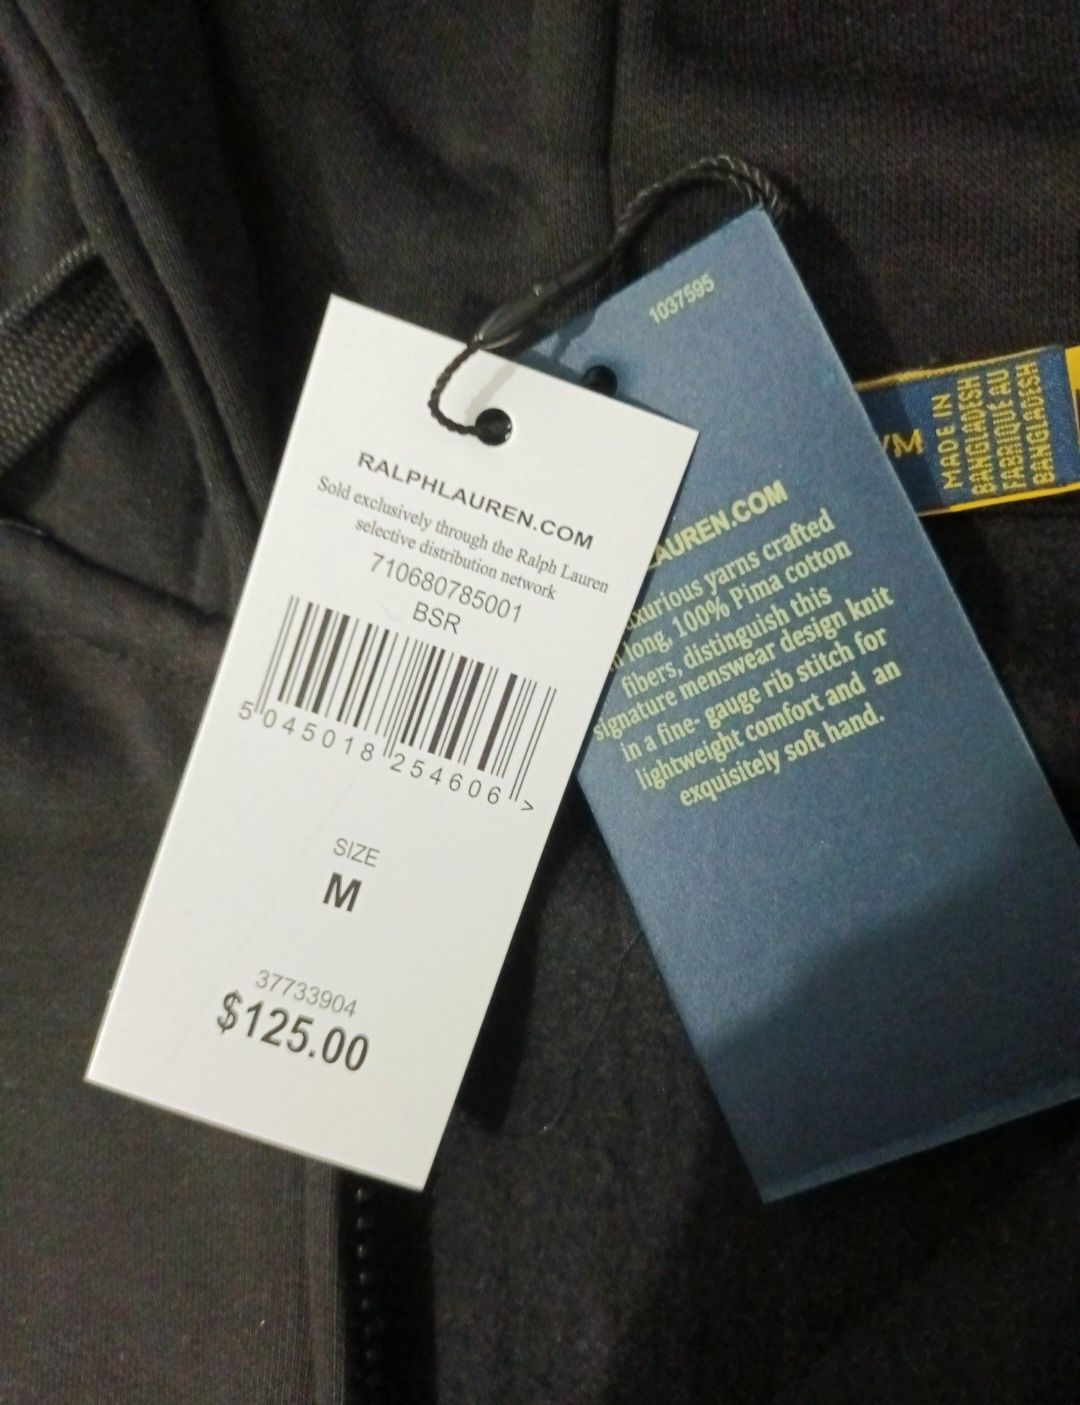 RALPHLAUREN.COM
Sold exclusively through the Ralph Lauren
selective distribution network
710680785001
BSR
5 045018 254606 >
SIZE
M
37733904
$125.00
1037595
LAUREN.COM
yarns crafted
long, 100% Pima cotton
fibers, distinguish this
signature menswear design knit
in a fine- gauge rib stitch for
lightweight comfort and an
exquisitely soft hand.
MADE IN
BANGLADESH
FABRIQUÉ AU
BANGLADESH